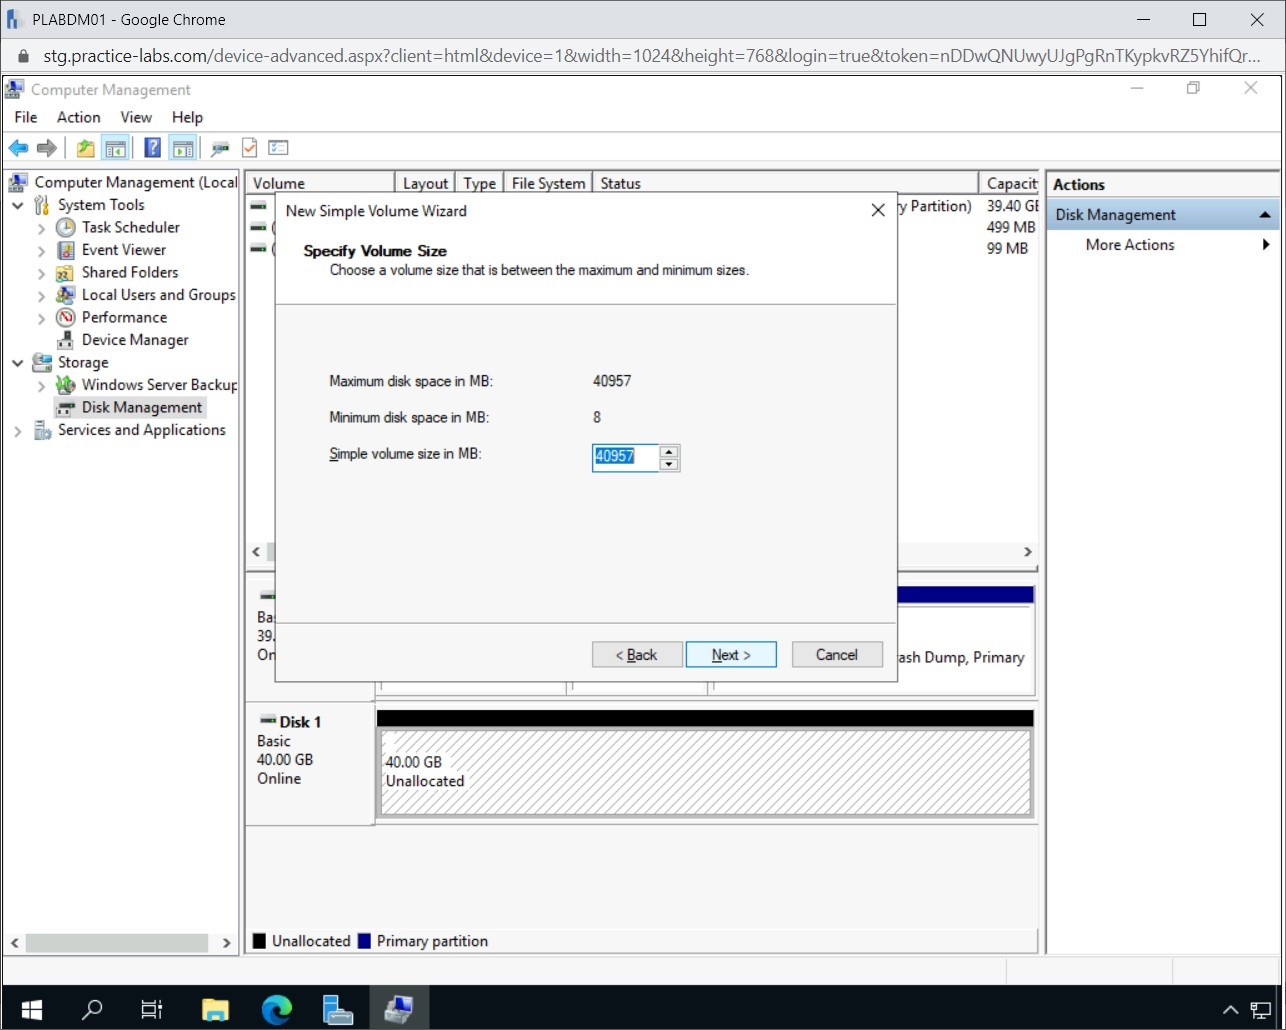 PLABDM01 - Google Chrome
stg.practice-labs.com/device-advanced.aspx?client=html&device=1&width=1024&height=768&login=true&token=nDDwQNUwyUJgPgRnTKypkvRZ5YhifQr...
Computer Management
File Action View Help
Computer Management (Local
System Tools
Task Scheduler
Event Viewer
Shared Folders
Local Users and Groups
Performance
Device Manager
Storage
Windows Server Backup
Disk Management
Services and Applications
Volume Layout Type File System Status Capacit
y Partition) 39.40 GB
( 499 MB
( 99 MB
New Simple Volume Wizard
Specify Volume Size
Choose a volume size that is between the maximum and minimum sizes.
Maximum disk space in MB: 40957
Minimum disk space in MB: 8
Simple volume size in MB: 40957
< Back Next > Cancel
Ba
39.
On
ash Dump, Primary
Disk 1
Basic
40.00 GB
Online
40.00 GB
Unallocated
Unallocated Primary partition
Actions
Disk Management
More Actions